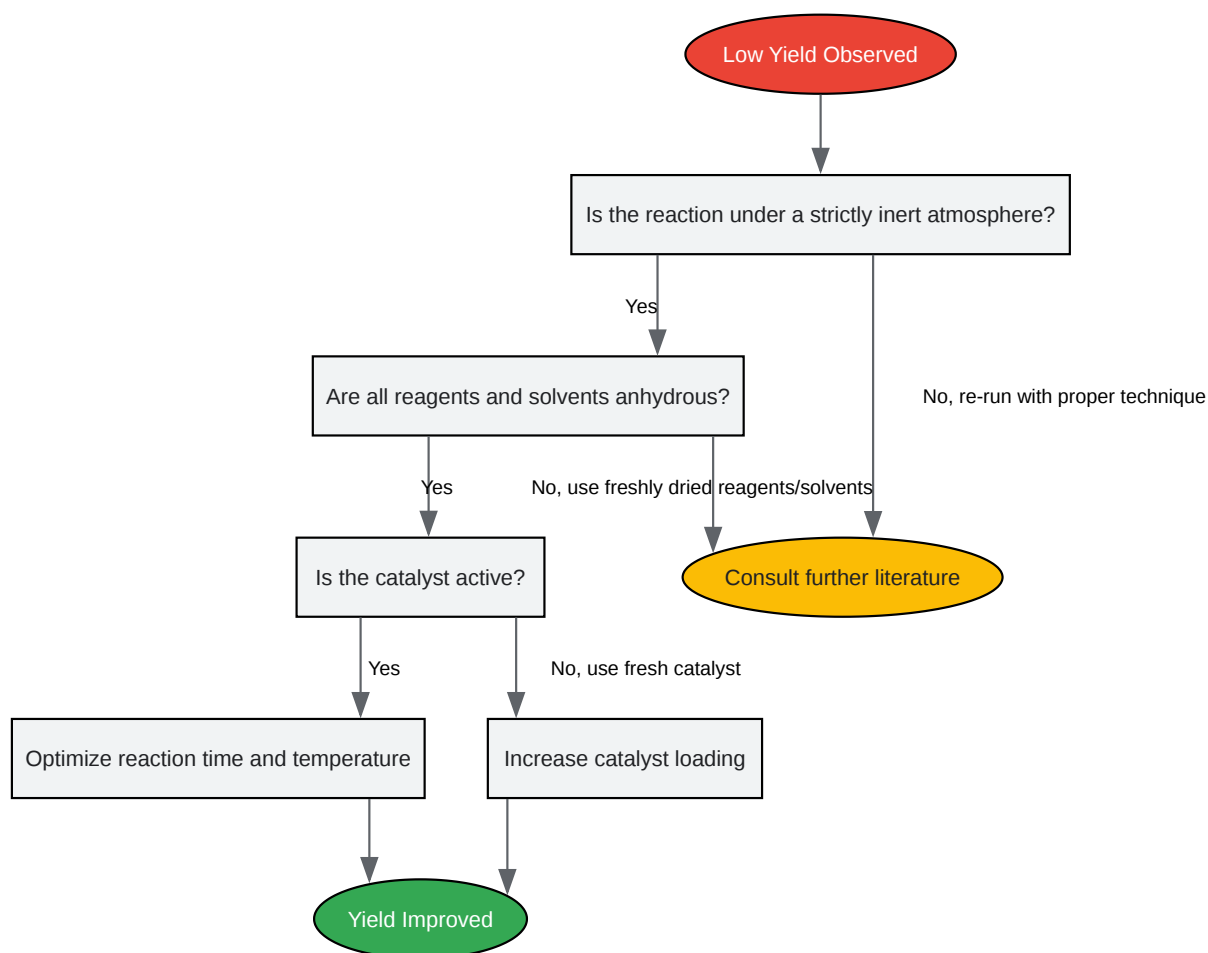 Low Yield Observed
Is the reaction under a strictly inert atmosphere?
Yes
Are all reagents and solvents anhydrous?
No, re-run with proper technique
Yes
No, use freshly dried reagents/solvents
Is the catalyst active?
Consult further literature
Yes
No, use fresh catalyst
Optimize reaction time and temperature
Increase catalyst loading
Yield Improved